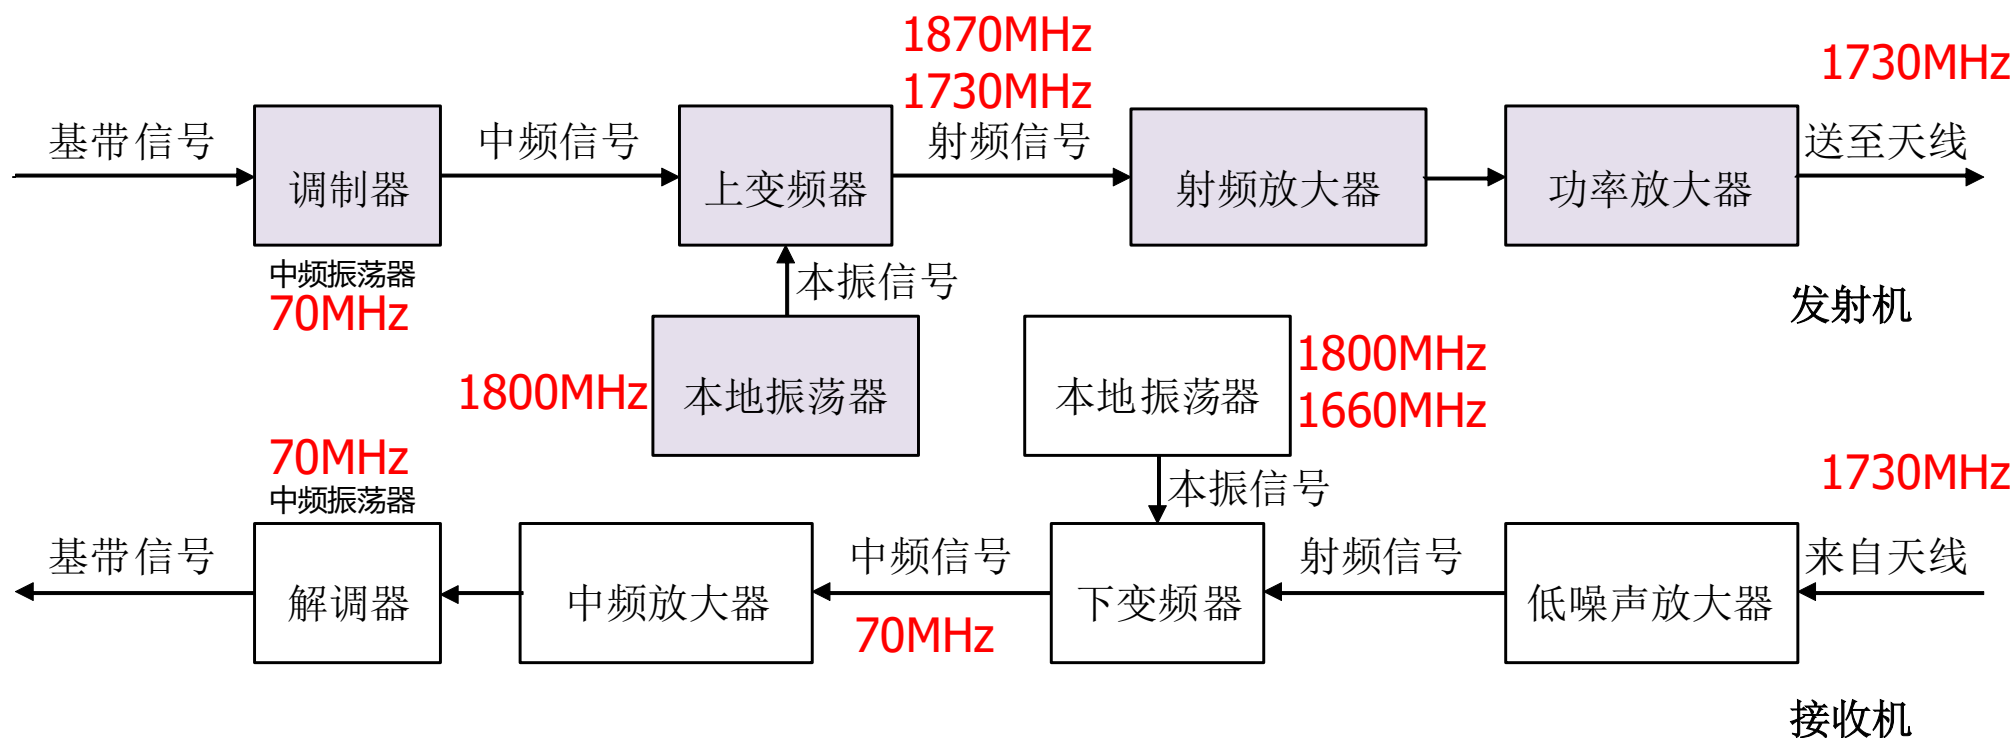 1870MHz
1730MHz
1730MHz
基带信号
中频信号
射频信号
送至天线
调制器
上变频器
射频放大器
功率放大器
中频振荡器
70MHz
本振信号
发射机
1800MHz
本地振荡器
本地振荡器
1800MHz
1660MHz
70MHz
中频振荡器
本振信号
1730MHz
基带信号
中频信号
射频信号
来自天线
解调器
中频放大器
70MHz
下变频器
低噪声放大器
接收机